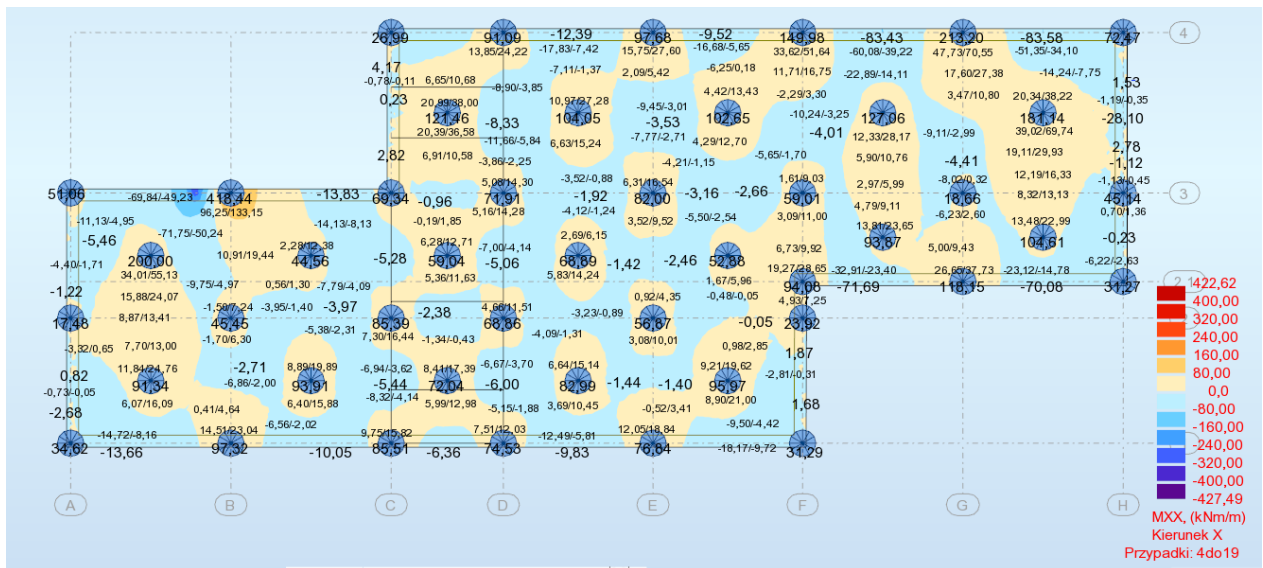 26,99 91,09 -12,39 97,68 -9,52 149,98 -83,43 213,20 -83,58 72,47 4
13,85/24,22 -17,83/-7,42 15,75/27,60 -16,68/-5,65 33,62/51,64 -60,08/-39,22 47,73/70,55 -51,35/-34,10
4,17 -7,11/-1,37 2,09/5,42 -6,25/0,18 11,71/16,75 -22,89/-14,11 17,60/27,38 -14,24/-7,75
-0,78/-0,11 6,65/10,68 -8,90/-3,85 4,42/13,43 -2,29/3,30 3,47/10,80 1,53
0,23 20,99/38,00 10,97/27,28 -9,45/-3,01 20,34/38,22 -1,19/-0,35
121,46 -8,33 104,05 -3,53 102,65 -10,24/-3,25 127,06 181,14 -28,10
20,39/36,58 -11,66/-5,84 6,63/15,24 -7,77/-2,71 4,29/12,70 -4,01 12,33/28,17 -9,11/-2,99 39,02/69,74
2,82 6,91/10,58 -3,86/-2,25 -4,21/-1,15 -5,65/-1,70 5,90/10,76 -4,41 19,11/29,93 2,78
-1,12
5,08/14,30 -3,52/-0,88 6,31/16,54 1,61/9,03 2,97/5,99 -8,02/0,32 12,19/16,33 -1,13/-0,45
51,06 -69,84/-49,23 418,44 -13,83 69,34 -0,96 71,91 -1,92 82,00 -3,16 -2,66 59,01 18,66 8,32/13,13 45,14 3
96,25/133,15 5,16/14,28 -4,12/-1,24 4,79/9,11 0,70/1,36
-11,13/-4,95 -14,13/-8,13 -0,19/1,85 3,52/9,52 -5,50/-2,54 3,09/11,00 13,81/23,65 -6,23/2,60 13,48/22,99
-5,46 -71,75/-50,24 2,28/12,38 6,28/12,71 -7,00/-4,14 2,69/6,15 6,73/9,92 93,87 5,00/9,43 104,61 -0,23
-4,40/-1,71 200,00 10,91/19,44 44,56 -5,28 59,04 -5,06 68,89 -1,42 -2,46 52,88 -6,22/-2,63
34,01/55,13 -9,75/-4,97 0,56/1,30 -7,79/-4,09 5,36/11,63 5,83/14,24 1,67/5,96 19,27/28,65 -32,91/-23,40 26,65/37,73 -23,12/-14,78
-1,22 15,88/24,07 94,08 -71,69 118,15 -70,08 31,27 2
-1,56/7,24 -3,95/1,40 -3,97 -2,38 4,66/11,51 0,92/4,35 -0,48/-0,05 4,93/7,25
17,48 8,87/13,41 45,45 85,39 68,86 -3,23/-0,89 56,87 -0,05 23,92
-1,70/6,30 -5,38/-2,31 7,30/16,44 -1,34/-0,43 -4,09/-1,31 3,08/10,01
-3,32/0,65 7,70/13,00 0,98/2,85 1,87
0,82 11,84/24,76 -2,71 8,89/19,89 -6,94/-3,62 8,41/17,39 -6,67/-3,70 6,64/15,14 9,21/19,62 -2,81/-0,31
-0,73/-0,05 91,34 -6,86/-2,00 93,91 -5,44 72,04 -6,00 82,99 -1,44 -1,40 95,97
-2,68 6,07/16,09 0,41/4,64 6,40/15,88 -8,32/-4,14 5,99/12,98 -5,15/-1,88 3,69/10,45 -0,52/3,41 8,90/21,00 1,68
-14,72/-8,16 14,51/23,04 -6,56/-2,02 9,75/15,82 7,51/12,03 -12,49/-5,81 12,05/18,84 -9,50/-4,42
34,62 -13,66 97,32 -10,05 85,51 -6,36 74,53 -9,83 76,84 -18,17/-9,72 31,29
A B C D E F G H
422,62
400,00
320,00
240,00
160,00
80,00
0,0
-80,00
-160,00
-240,00
-320,00
-400,00
-427,49
MXX, (kNm/m)
Kierunek X
Przypadki: 4do19